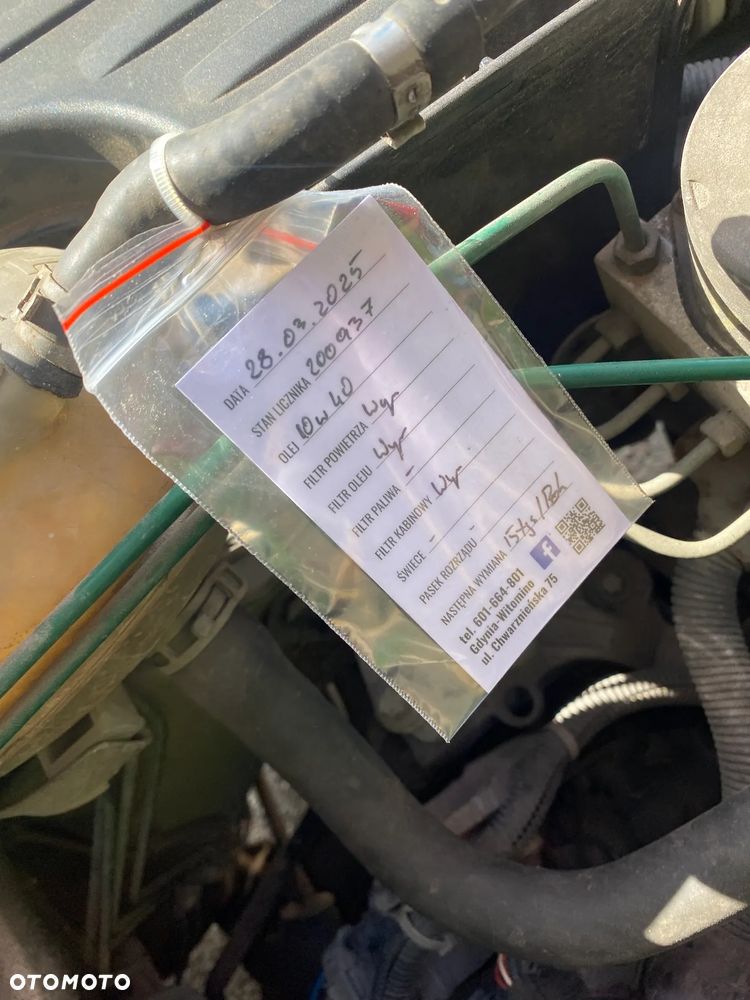 DATA 28.03.2025
STAN LICZNIKA 200937
OLEJ 10w40
FILTR POWIETRZA Wyr
FILTR OLEJU Wyr
FILTR PALIWA -
FILTR KABINOWY Wyr
ŚWIECE -
PASEK ROZRZĄDU -
NASTĘPNA WYMIANA 15tyś/Rok
tel. 601-664-801
Gdynia-Witomino
ul. Chwarznieńska 75
f
OTOMOTO